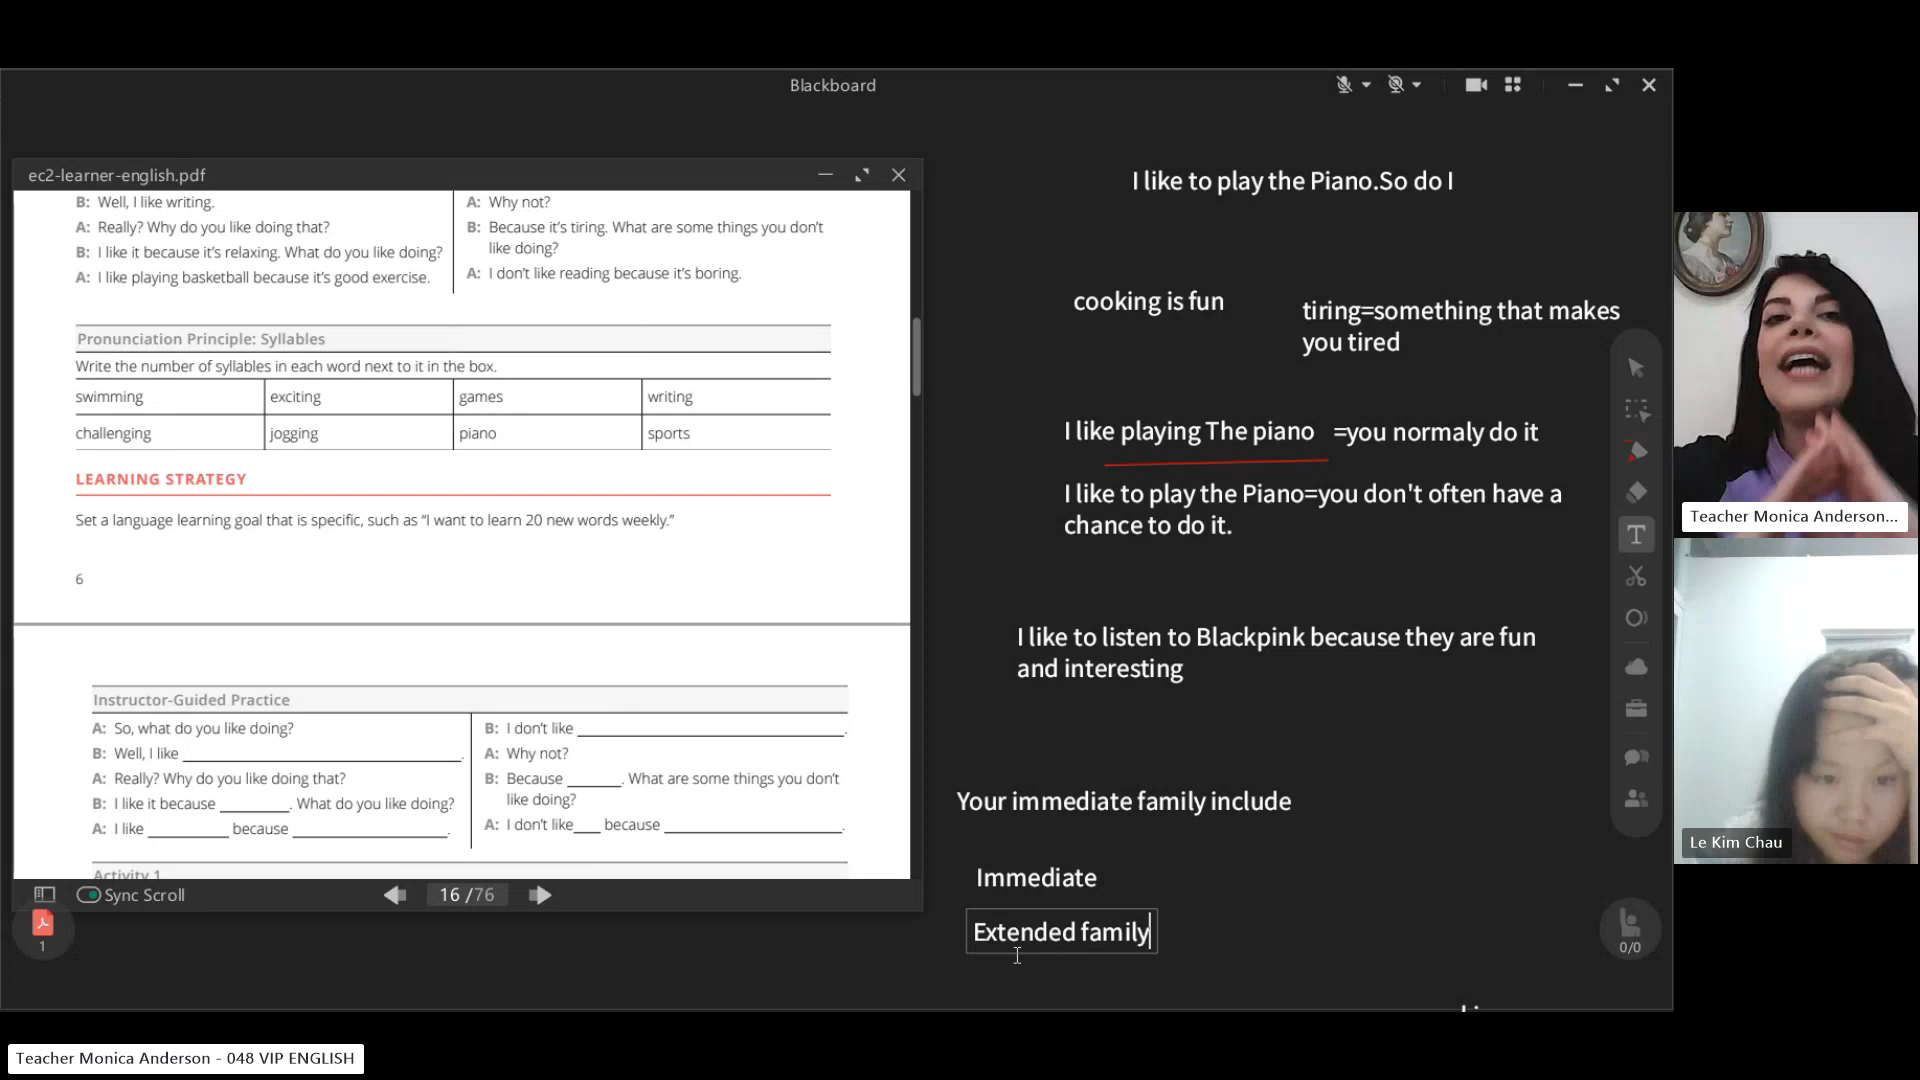 Blackboard
ec2-learner-english.pdf
B: Well, I like writing.
A: Really? Why do you like doing that?
B: I like it because it's relaxing. What do you like doing?
A: I like playing basketball because it's good exercise.
A: Why not?
B: Because it's tiring. What are some things you don't
like doing?
A: I don't like reading because it's boring.
Pronunciation Principle: Syllables
Write the number of syllables in each word next to it in the box.
swimming exciting games writing
challenging jogging piano sports
LEARNING STRATEGY
Set a language learning goal that is specific, such as “I want to learn 20 new words weekly.”
6
Instructor-Guided Practice
A: So, what do you like doing?
B: Well, I like ____________________.
A: Really? Why do you like doing that?
B: I like it because _______. What do you like doing?
A: I like ________ because ________________.
B: I don't like ____________________.
A: Why not?
B: Because _____. What are some things you don't
like doing?
A: I don't like___ because ________________.
Activity 1
Sync Scroll
16 /76
1
I like to play the Piano.So do I
cooking is fun
tiring=something that makes
you tired
I like playing The piano =you normaly do it
I like to play the Piano=you don't often have a
chance to do it.
I like to listen to Blackpink because they are fun
and interesting
Your immediate family include
Immediate
Extended family
T
0/0
Teacher Monica Anderson...
Le Kim Chau
Teacher Monica Anderson - 048 VIP ENGLISH